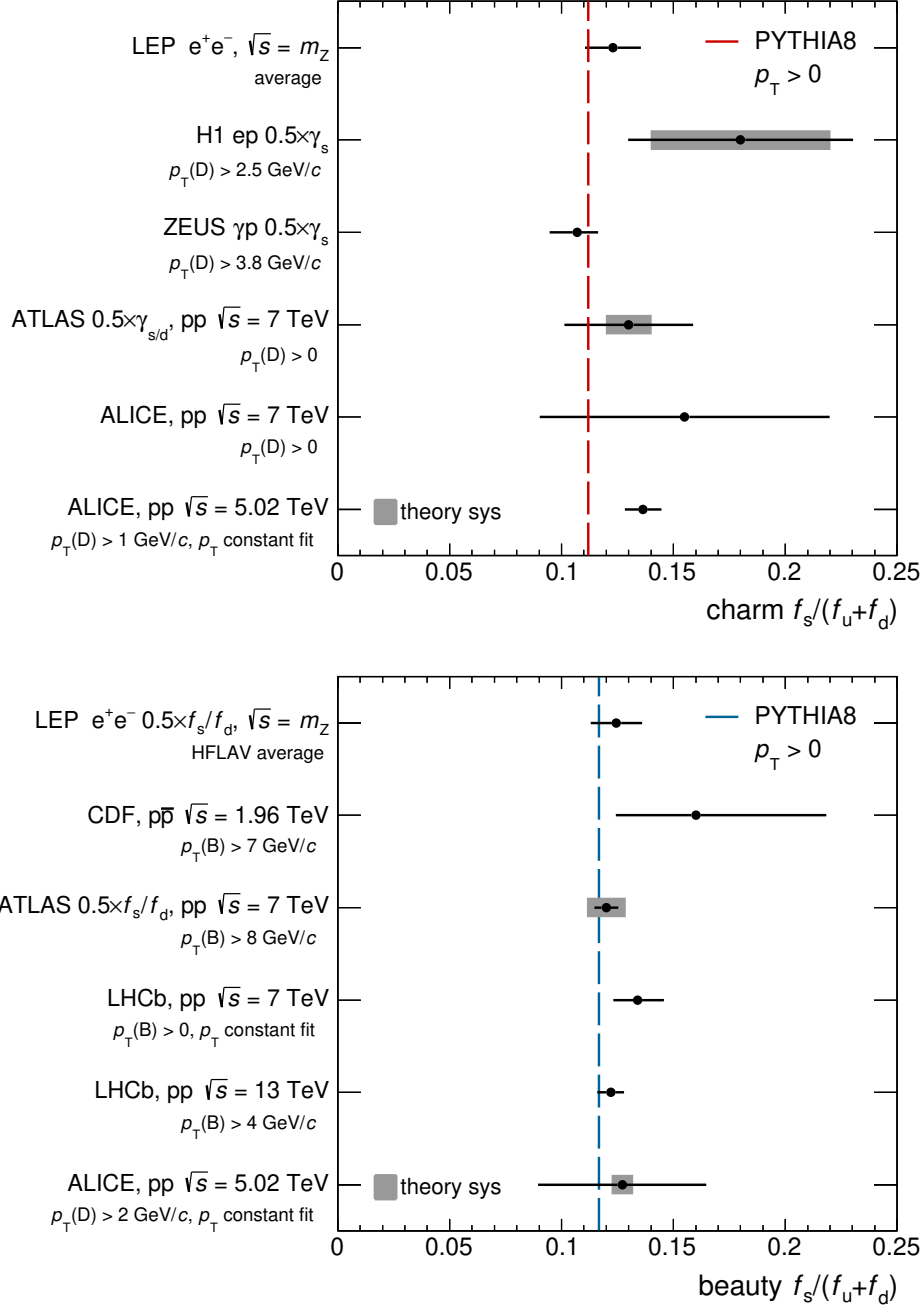 LEP e⁺e⁻, √s = m_Z
average
PYTHIA8
p_T > 0
H1 ep 0.5×γ_s
p_T(D) > 2.5 GeV/c
ZEUS γp 0.5×γ_s
p_T(D) > 3.8 GeV/c
ATLAS 0.5×γ_s/d, pp √s = 7 TeV
p_T(D) > 0
ALICE, pp √s = 7 TeV
p_T(D) > 0
ALICE, pp √s = 5.02 TeV
p_T(D) > 1 GeV/c, p_T constant fit
theory sys
0 0.05 0.1 0.15 0.2 0.25
charm f_s/(f_u+f_d)
LEP e⁺e⁻ 0.5×f_s/f_d, √s = m_Z
HFLAV average
PYTHIA8
p_T > 0
CDF, pp̅ √s = 1.96 TeV
p_T(B) > 7 GeV/c
ATLAS 0.5×f_s/f_d, pp √s = 7 TeV
p_T(B) > 8 GeV/c
LHCb, pp √s = 7 TeV
p_T(B) > 0, p_T constant fit
LHCb, pp √s = 13 TeV
p_T(B) > 4 GeV/c
ALICE, pp √s = 5.02 TeV
p_T(D) > 2 GeV/c, p_T constant fit
theory sys
0 0.05 0.1 0.15 0.2 0.25
beauty f_s/(f_u+f_d)